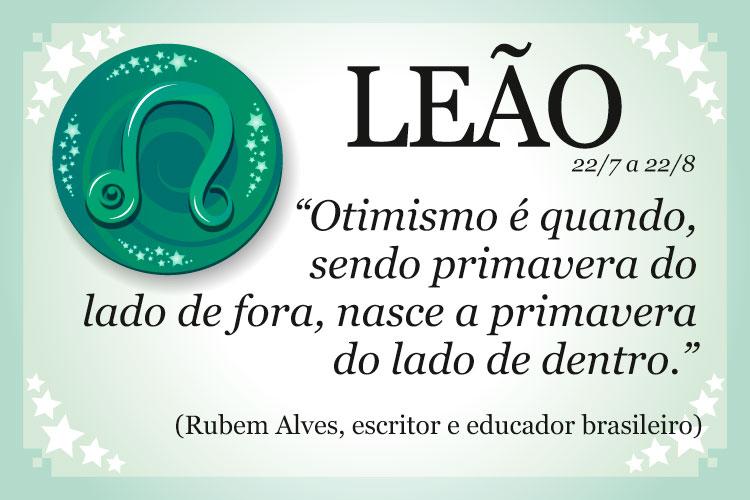 LEÃO
22/7 a 22/8
“Otimismo é quando,
sendo primavera do
lado de fora, nasce a primavera
do lado de dentro.”
(Rubem Alves, escritor e educador brasileiro)